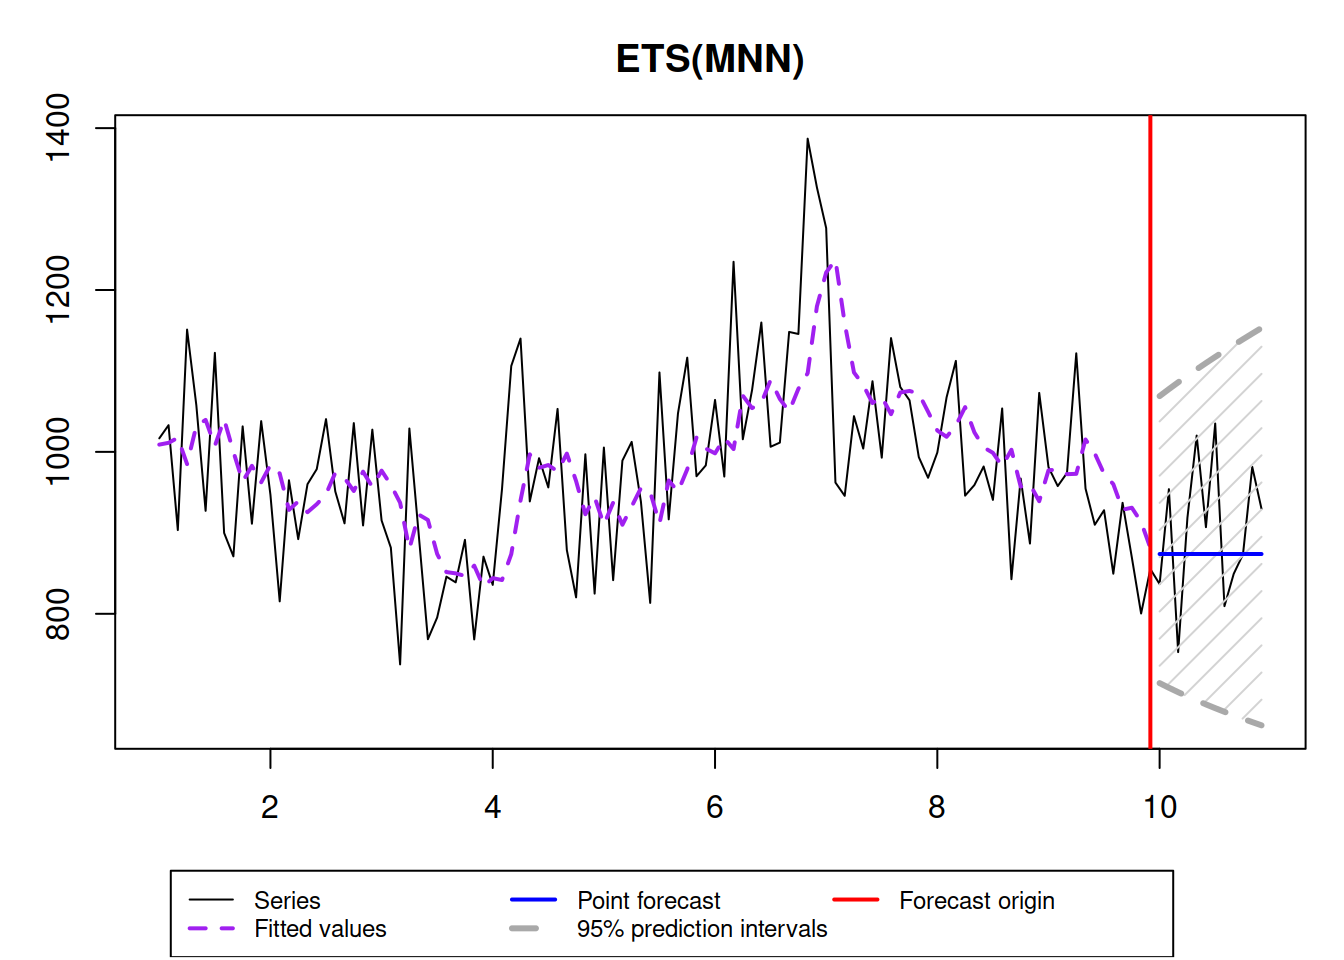 ETS(MNN)
1400
1200
1000
800
2 4 6 8 10
Series Point forecast Forecast origin
Fitted values 95% prediction intervals